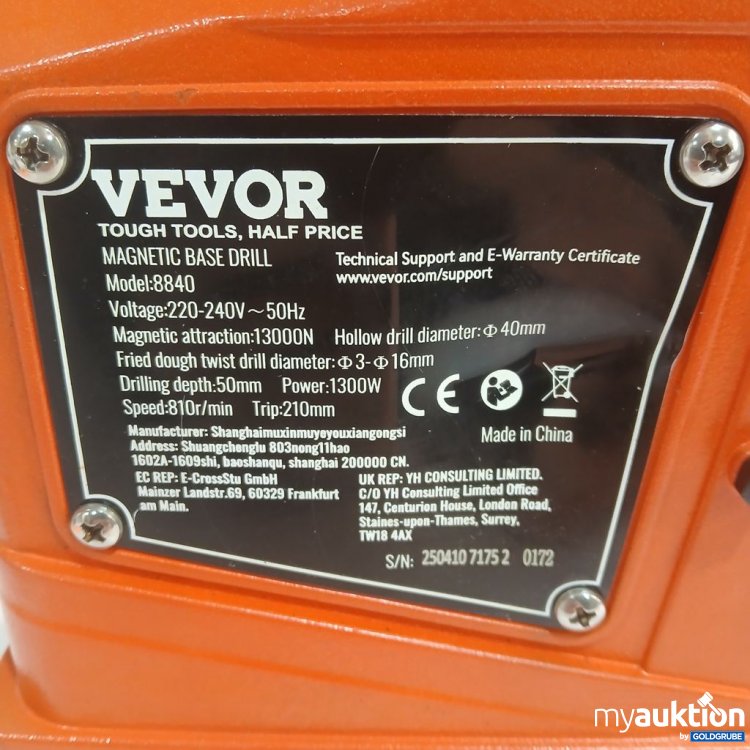 VEVOR
TOUGH TOOLS, HALF PRICE
MAGNETIC BASE DRILL
Technical Support and E-Warranty Certificate
www.vevor.com/support
Model:8840
Voltage:220-240V~50Hz
Magnetic attraction:13000N Hollow drill diameter:Φ40mm
Fried dough twist drill diameter:Φ3-Φ16mm
Drilling depth:50mm Power:1300W
Speed:810r/min Trip:210mm
CE
Made in China
Manufacturer: Shanghaimuxinmuyeyouxiangongsi
Address: Shuangchenglu 803nong11hao
1602A-1609shi, baoshanqu, shanghai 200000 CN.
EC REP: E-CrossStu GmbH
Mainzer Landstr.69, 60329 Frankfurt
am Main.
UK REP: YH CONSULTING LIMITED.
C/O YH Consulting Limited Office
147, Centurion House, London Road,
Staines-upon-Thames, Surrey,
TW18 4AX
S/N: 250410 7175 2 0172
myauktion
by GOLDGRUBE